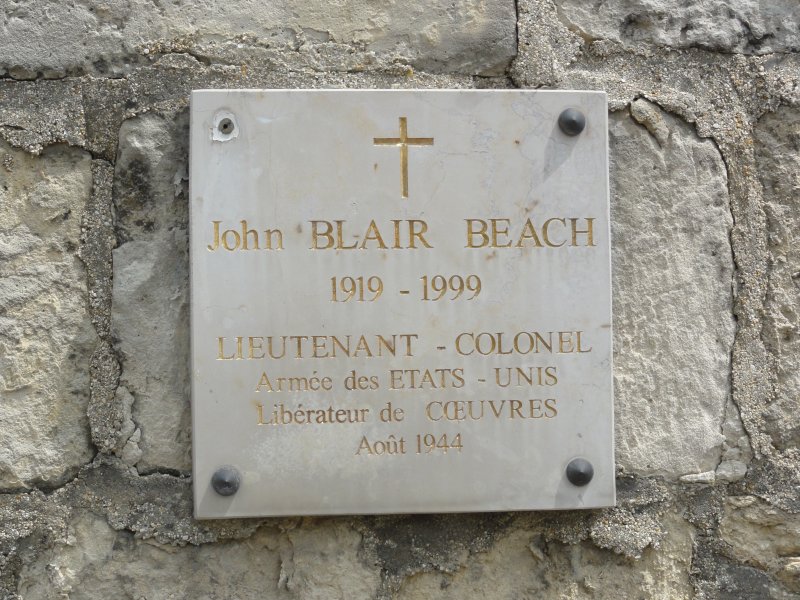 John BLAIR BEACH
1919 - 1999
LIEUTENANT - COLONEL
Armée des ETATS - UNIS
Libérateur de CŒUVRES
Août 1944